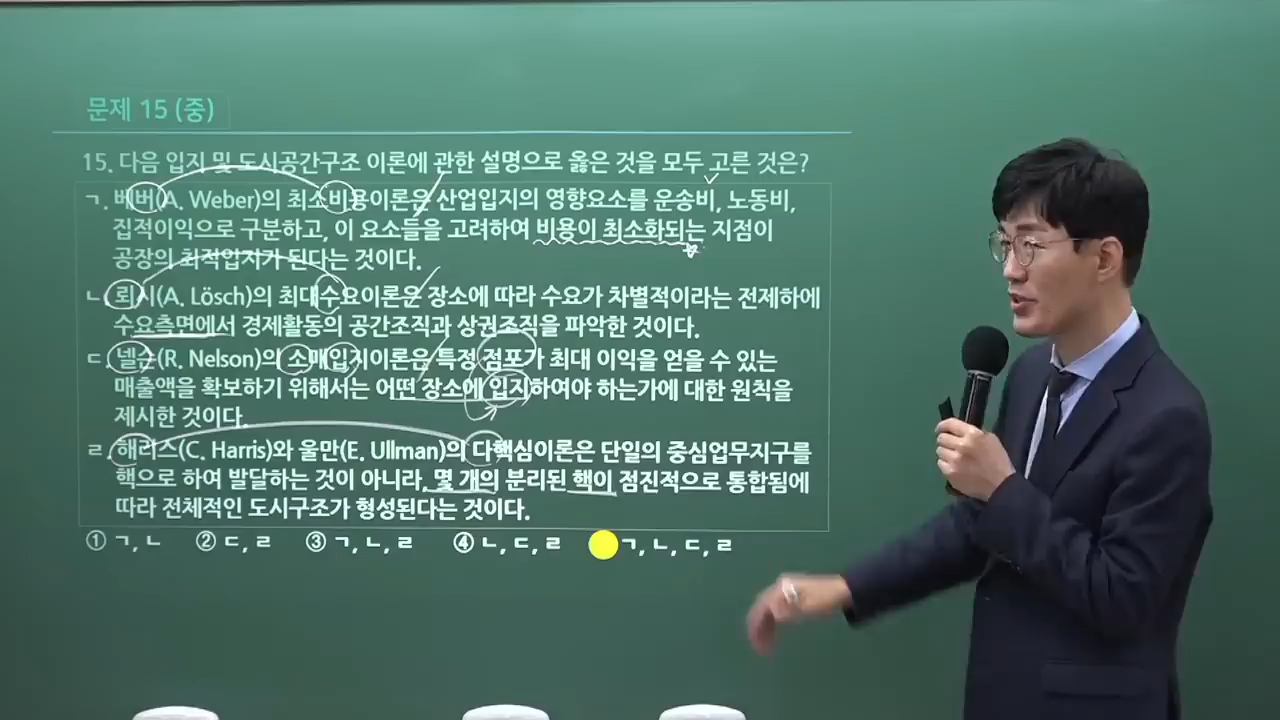 문제 15 (중)
15. 다음 입지 및 도시공간구조 이론에 관한 설명으로 옳은 것을 모두 고른 것은?
ㄱ. 베버(A. Weber)의 최소비용이론은 산업입지의 영향요소를 운송비, 노동비,
집적이익으로 구분하고, 이 요소들을 고려하여 비용이 최소화되는 지점이
공장의 최적입지가 된다는 것이다.
ㄴ. 뢰시(A. Lösch)의 최대수요이론은 장소에 따라 수요가 차별적이라는 전제하에
수요측면에서 경제활동의 공간조직과 상권조직을 파악한 것이다.
ㄷ. 넬슨(R. Nelson)의 소매입지이론은 특정 점포가 최대 이익을 얻을 수 있는
매출액을 확보하기 위해서는 어떤 장소에 입지하여야 하는가에 대한 원칙을
제시한 것이다.
ㄹ. 해리스(C. Harris)와 울만(E. Ullman)의 다핵심이론은 단일의 중심업무지구를
핵으로 하여 발달하는 것이 아니라, 몇 개의 분리된 핵이 점진적으로 통합됨에
따라 전체적인 도시구조가 형성된다는 것이다.
① ㄱ, ㄴ ② ㄷ, ㄹ ③ ㄱ, ㄴ, ㄹ ④ ㄴ, ㄷ, ㄹ ㄱ, ㄴ, ㄷ, ㄹ